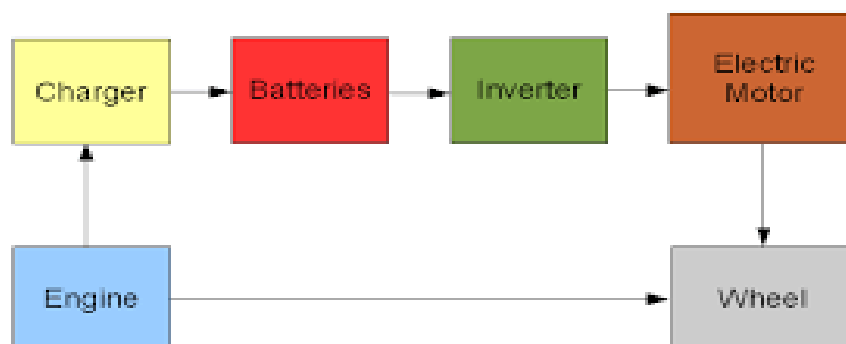 Charger
Batteries
Inverter
Electric
Motor
Engine
Wheel